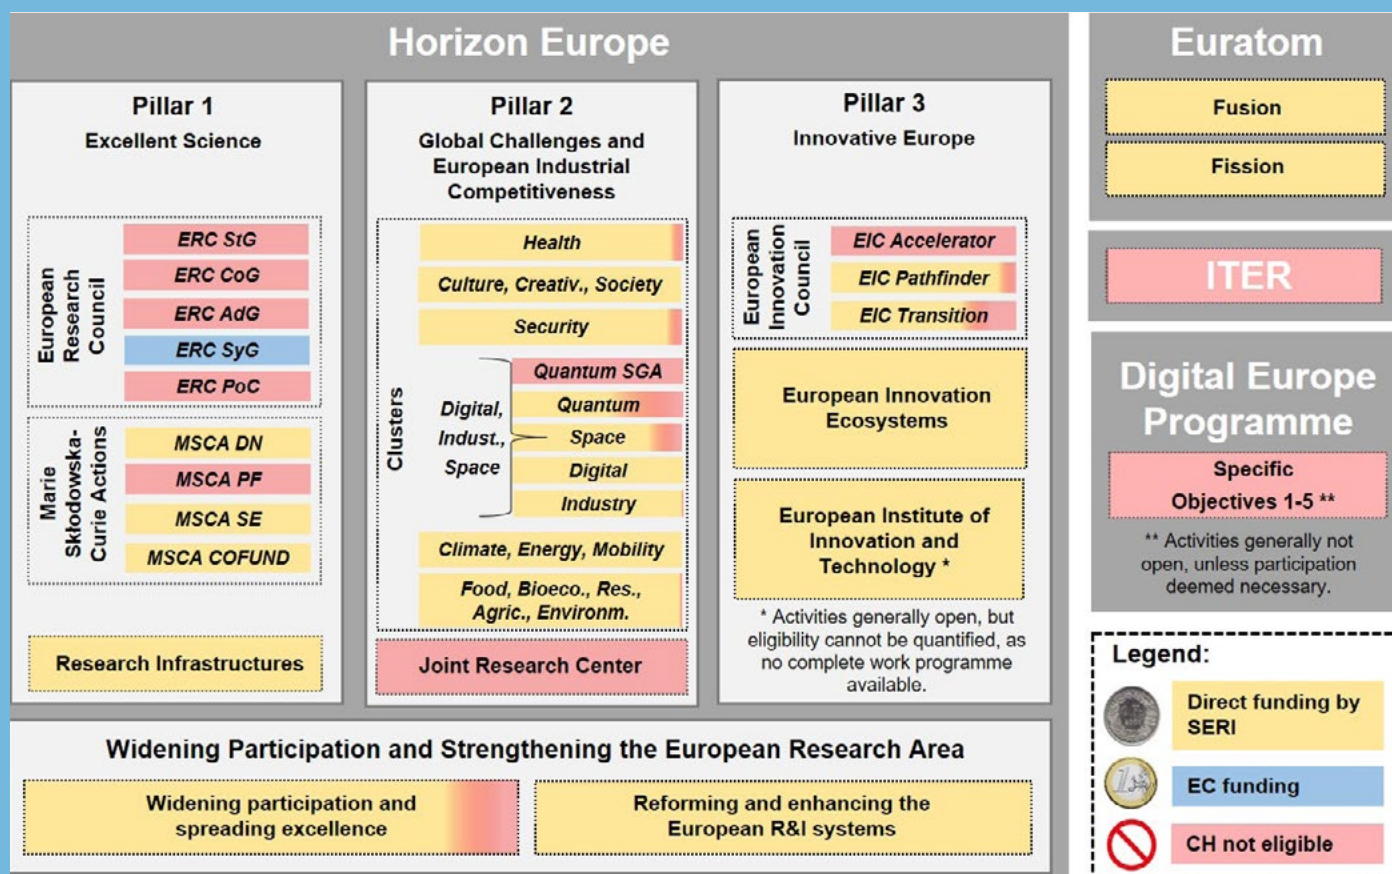 Horizon Europe
Pillar 1
Excellent Science
European
Research
Council
ERC StG
ERC CoG
ERC AdG
ERC SyG
ERC PoC
Marie
Skłodowska-
Curie Actions
MSCA DN
MSCA PF
MSCA SE
MSCA COFUND
Research Infrastructures
Pillar 2
Global Challenges and
European Industrial
Competitiveness
Clusters
Health
Culture, Creativ., Society
Security
Digital,
Indust.,
Space
Quantum SGA
Quantum
Space
Digital
Industry
Climate, Energy, Mobility
Food, Bioeco., Res.,
Agric., Environm.
Joint Research Center
Pillar 3
Innovative Europe
European
Innovation
Council
EIC Accelerator
EIC Pathfinder
EIC Transition
European Innovation
Ecosystems
European Institute of
Innovation and
Technology *
* Activities generally open, but
eligibility cannot be quantified, as
no complete work programme
available.
Widening Participation and Strengthening the European Research Area
Widening participation and
spreading excellence
Reforming and enhancing the
European R&I systems
Euratom
Fusion
Fission
ITER
Digital Europe
Programme
Specific
Objectives 1-5 **
** Activities generally not
open, unless participation
deemed necessary.
Legend:
Direct funding by
SERI
1
EC funding
CH not eligible